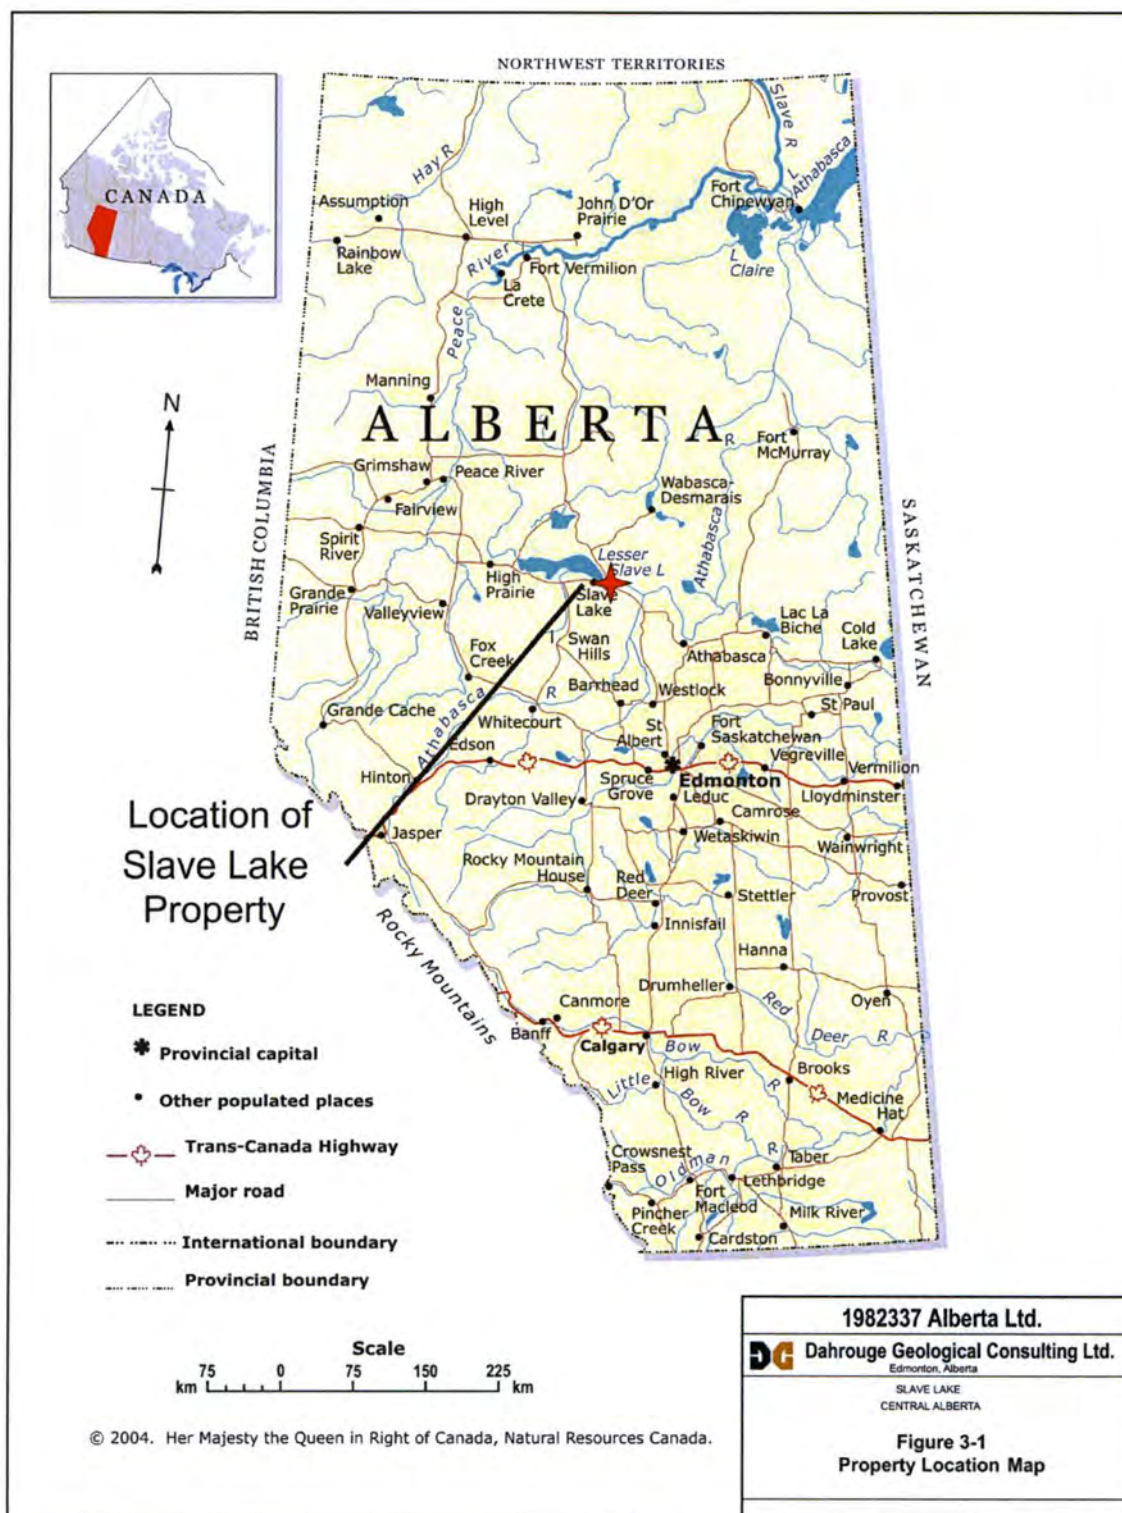 NORTHWEST TERRITORIES
CANADA
Hay R
Slave R
L Athabasca
Assumption
High
Level
John D'Or
Prairie
Fort
Chipewyan
Rainbow
Lake
River
Fort Vermilion
La
Crete
L
Claire
Peace
Manning
N
ALBERTA
R
Fort
McMurray
BRITISH COLUMBIA
Grimshaw
Peace River
Fairview
Wabasca-
Desmarais
Athabasca
SASKATCHEWAN
Spirit
River
Lesser
Slave L
High
Prairie
Slave
Lake
Grande
Prairie
Valleyview
Lac La
Biche
Cold
Lake
Swan
Hills
Athabasca
Fox
Creek
Bonnyville
Barrhead
Westlock
St Paul
Athabasca
R
Grande Cache
Whitecourt
St
Albert
Fort
Saskatchewan
Edson
Vegreville
Vermilion
Hinton
Spruce
Grove
Edmonton
Leduc
Lloydminster
Drayton Valley
Camrose
Location of
Slave Lake
Property
Jasper
Wetaskiwin
Wainwright
Rocky Mountain
House
Red
Deer
Stettler
Provost
Innisfail
Rocky Mountains
Hanna
Drumheller
Red
Deer R
Oyen
Canmore
Banff
Calgary
Bow
R
Brooks
High River
Little
Bow
R
Medicine
Hat
Crowsnest
Pass
Oldman
R
Taber
Lethbridge
Fort
Macleod
Pincher
Creek
Milk River
Cardston
LEGEND
Provincial capital
Other populated places
Trans-Canada Highway
Major road
International boundary
Provincial boundary
Scale
75 0 75 150 225
km km
© 2004. Her Majesty the Queen in Right of Canada, Natural Resources Canada.
1982337 Alberta Ltd.
DG Dahrouge Geological Consulting Ltd.
Edmonton, Alberta
SLAVE LAKE
CENTRAL ALBERTA
Figure 3-1
Property Location Map